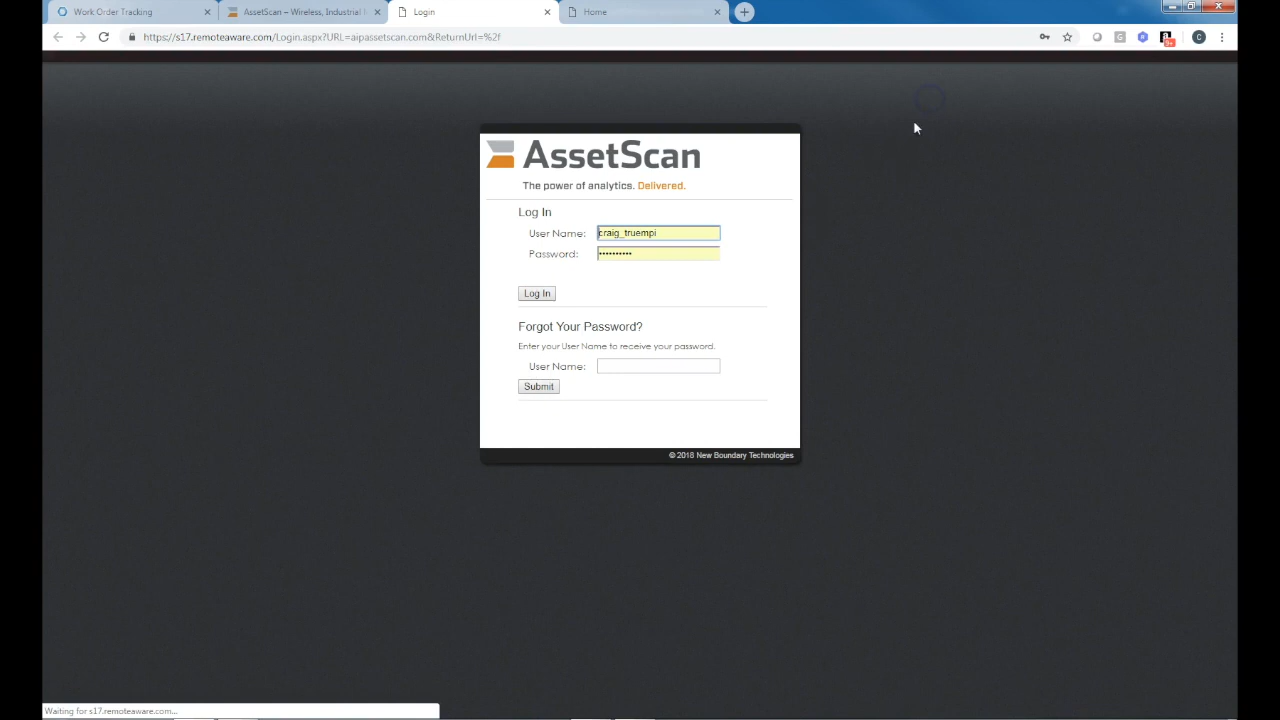 Work Order Tracking
AssetScan – Wireless, Industrial I
Login
Home
https://s17.remoteaware.com/Login.aspx?URL=aipassetscan.com&ReturnUrl=%2f
9+
C
AssetScan
The power of analytics. Delivered.
Log In
User Name: craig_truempi
Password: ••••••••••
Log In
Forgot Your Password?
Enter your User Name to receive your password.
User Name:
Submit
© 2018 New Boundary Technologies
Waiting for s17.remoteaware.com...